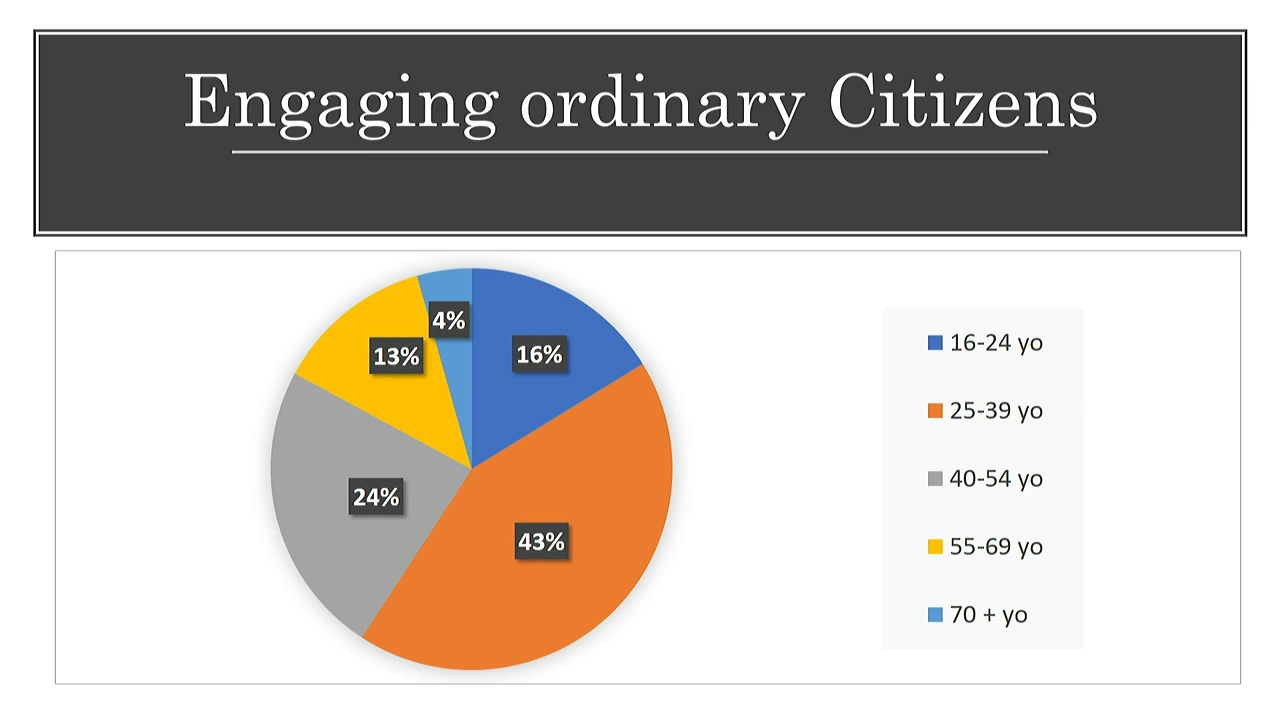 Engaging ordinary Citizens
4%
13%
16%
24%
43%
16-24 yo
25-39 yo
40-54 yo
55-69 yo
70 + yo